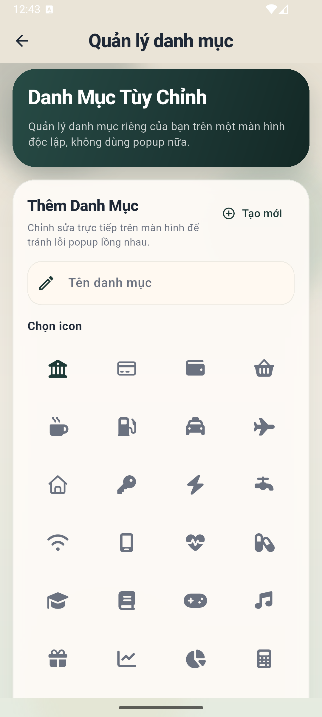 12:43
Quản lý danh mục
Danh Mục Tùy Chỉnh
Quản lý danh mục riêng của bạn trên một màn hình
độc lập, không dùng popup nữa.
Thêm Danh Mục
Tạo mới
Chỉnh sửa trực tiếp trên màn hình để
tránh lỗi popup lồng nhau.
Tên danh mục
Chọn icon